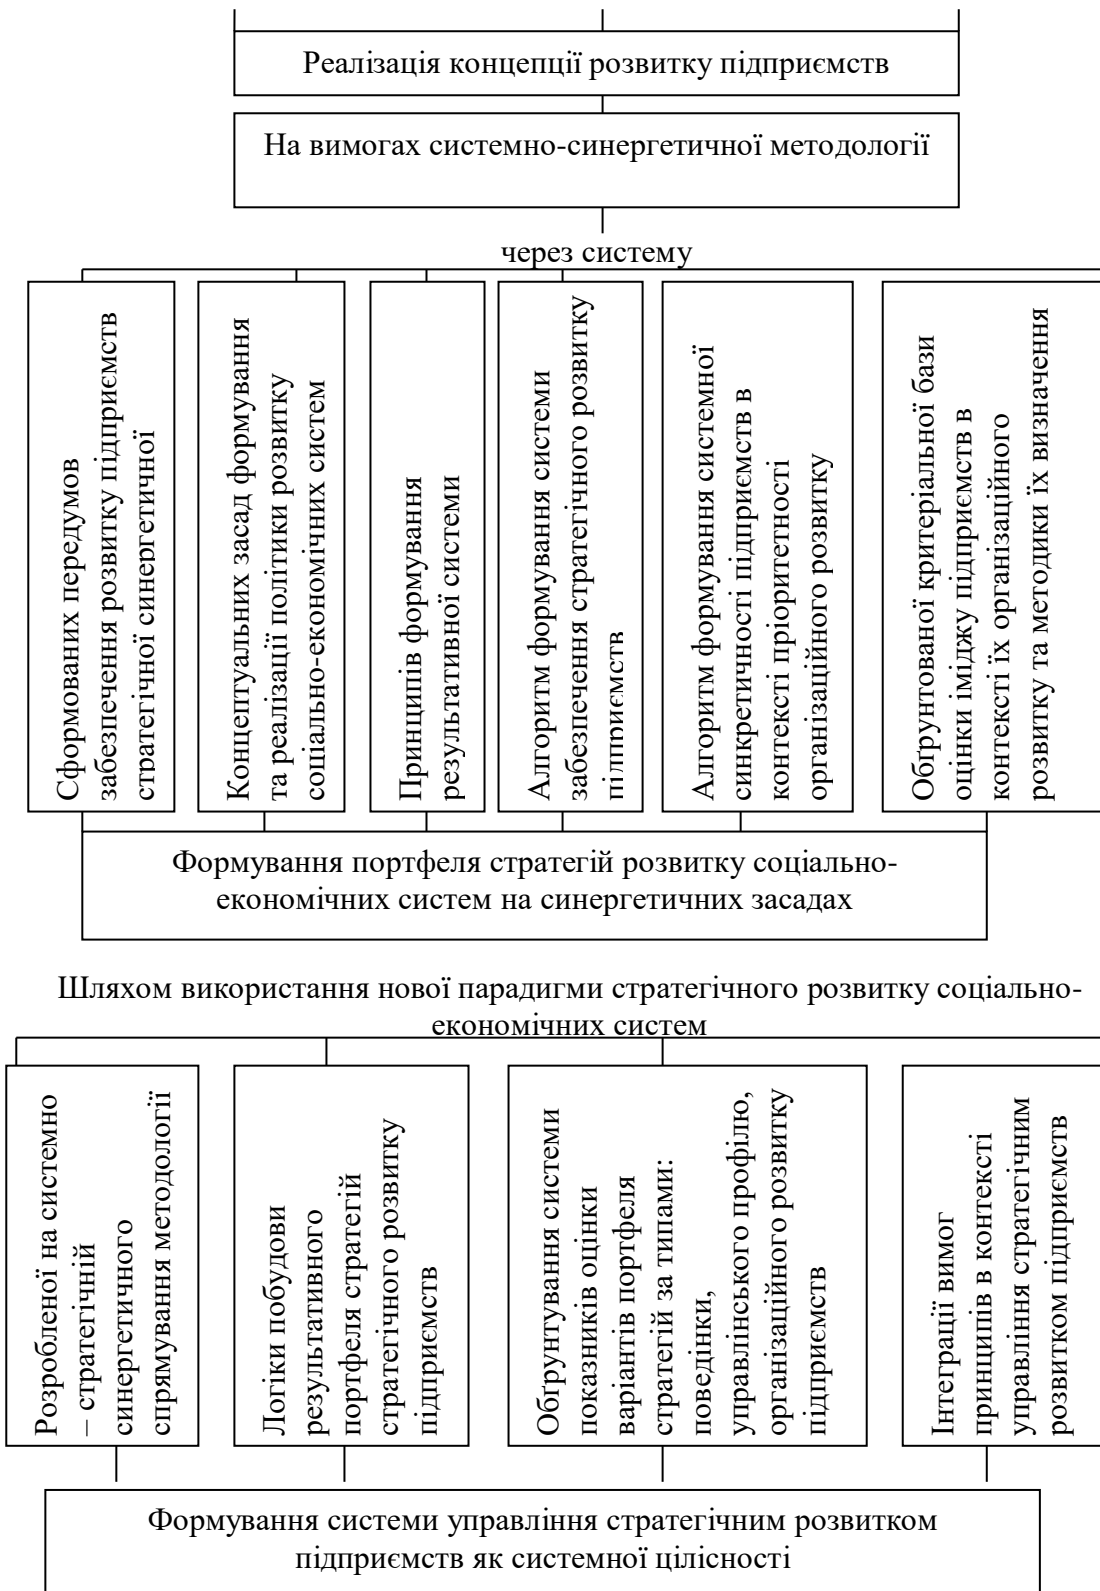 Реалізація концепції розвитку підприємств
На вимогах системно-синергетичної методології
через систему
Сформованих передумов
забезпечення розвитку підприємств
стратегічної синергетичної
Концептуальних засад формування
та реалізації політики розвитку
соціально-економічних систем
Принципів формування
результативної системи
Алгоритм формування системи
забезпечення стратегічного розвитку
підприємств
Алгоритм формування системної
синкретичності підприємств в
контексті пріоритетності
організаційного розвитку
Обґрунтованої критеріальної бази
оцінки іміджу підприємств в
контексті їх організаційного
розвитку та методики їх визначення
Формування портфеля стратегій розвитку соціально-
економічних систем на синергетичних засадах
Шляхом використання нової парадигми стратегічного розвитку соціально-
економічних систем
Розробленої на системно
– стратегічній
синергетичного
спрямування методології
Логіки побудови
результативного
портфеля стратегій
стратегічного розвитку
підприємств
Обґрунтування системи
показників оцінки
варіантів портфеля
стратегій за типами:
поведінки,
управлінського профілю,
організаційного розвитку
підприємств
Інтеграції вимог
принципів в контексті
управління стратегічним
розвитком підприємств
Формування системи управління стратегічним розвитком
підприємств як системної цілісності